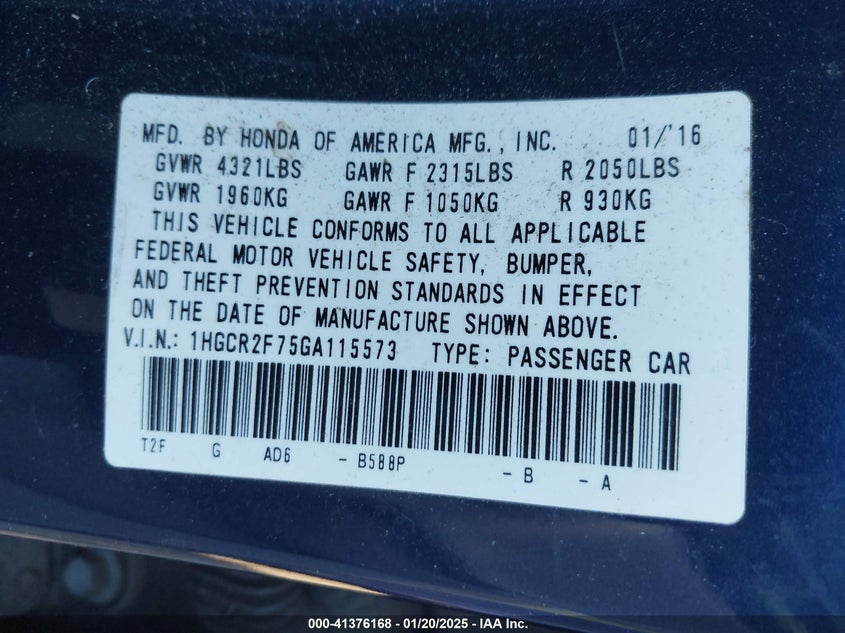 MFD. BY HONDA OF AMERICA MFG., INC. 01/'16
GVWR 4321LBS GAWR F 2315LBS R 2050LBS
GVWR 1960KG GAWR F 1050KG R 930KG
THIS VEHICLE CONFORMS TO ALL APPLICABLE
FEDERAL MOTOR VEHICLE SAFETY, BUMPER,
AND THEFT PREVENTION STANDARDS IN EFFECT
ON THE DATE OF MANUFACTURE SHOWN ABOVE.
V.I.N.: 1HGCR2F75GA115573 TYPE: PASSENGER CAR
T2F G AD6 - B588P - B - A
000-41376168 - 01/20/2025 - IAA Inc.